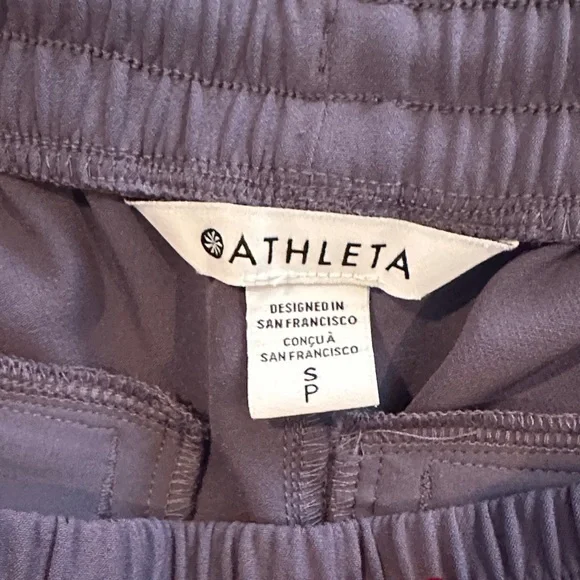 ATHLETA
DESIGNED IN
SAN FRANCISCO
CONÇU À
SAN FRANCISCO
S
P